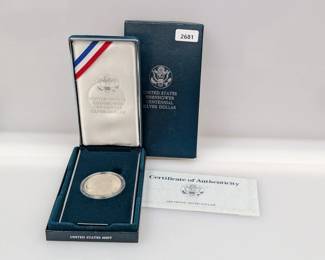 2681
UNITED STATES
EISENHOWER
CENTENNIAL
SILVER DOLLAR
Certificate of Authenticity
UNITED STATES MINT